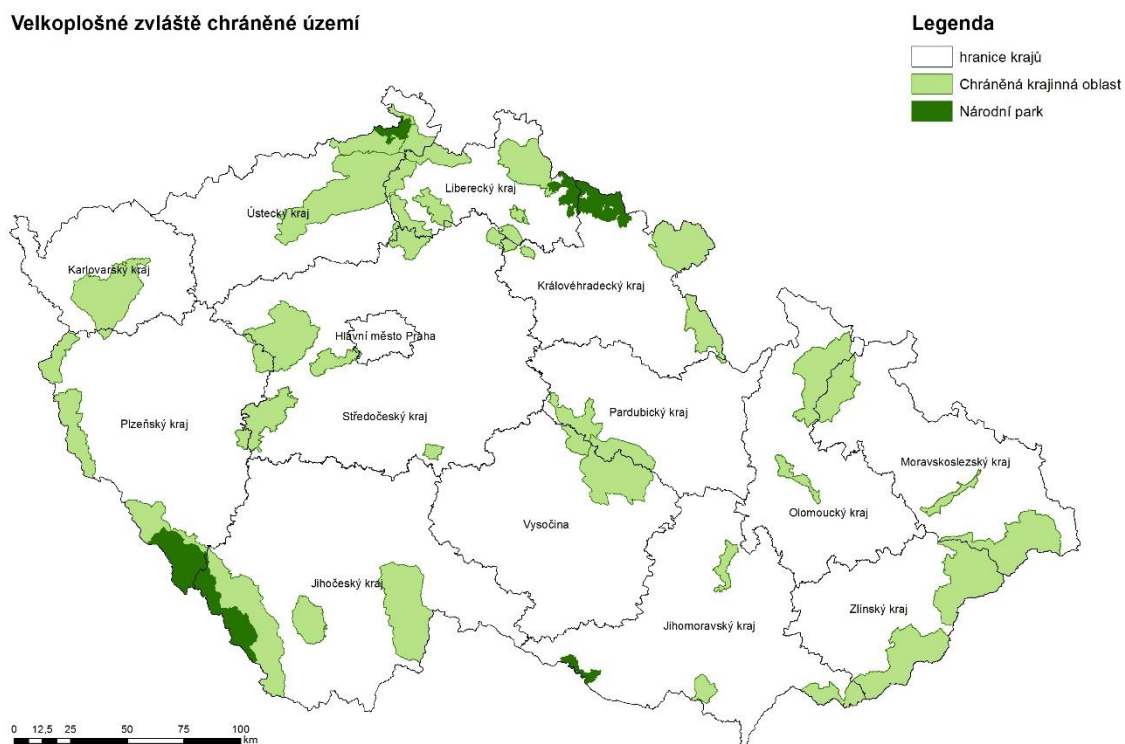 Velkoplošné zvláště chráněné území
Legenda
hranice krajů
Chráněná krajinná oblast
Národní park
Liberecký kraj
Ústecký kraj
Karlovarský kraj
Královéhradecký kraj
Hlavní město Praha
Plzeňský kraj
Středočeský kraj
Pardubický kraj
Moravskoslezský kraj
Olomoucký kraj
Vysočina
Jihočeský kraj
Zlínský kraj
Jihomoravský kraj
0 12,5 25 50 75 100
km